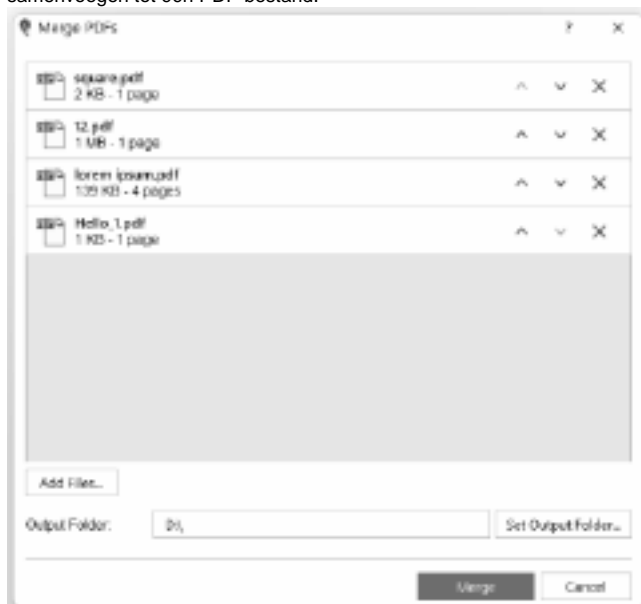 samenvoegen tot één PDF-bestand.
Merge PDFs ? ×
square.pdf
2 KB - 1 page
12.pdf
1 MB - 1 page
lorem ipsum.pdf
139 KB - 4 pages
Hello_1.pdf
1 KB - 1 page
Add Files...
Output Folder: D:\ Set Output Folder...
Merge Cancel